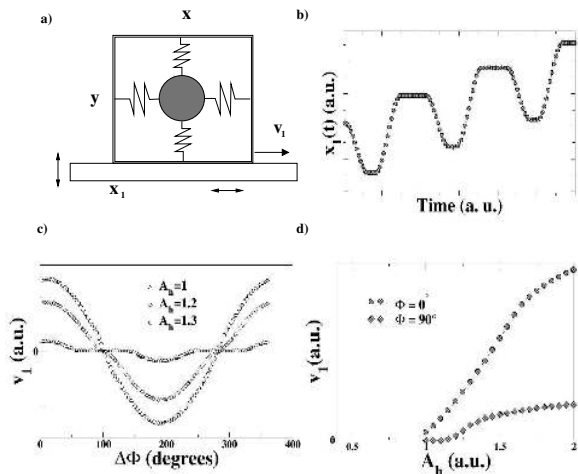 a)
x
y
v1
x1
b)
x1(t) (a.u.)
Time (a. u.)
c)
Ah=1
Ah=1.2
Ah=1.3
v⊥ (a.u.)
0
0 100 200 300 400
ΔΦ (degrees)
d)
Φ = 0°
Φ = 90°
v1 (a.u.)
0.5 1 1.5 2
Ah (a.u.)